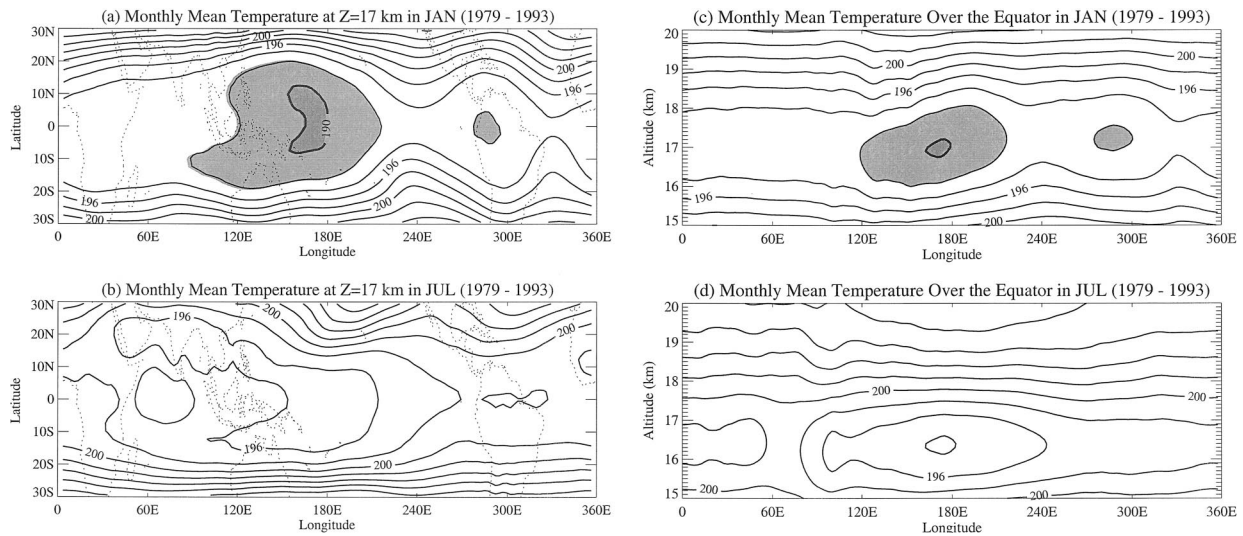 (a) Monthly Mean Temperature at Z=17 km in JAN (1979 - 1993)
30N
20N
10N
0
10S
20S
30S
Latitude
200
196
190
196
200
196
200
196
200
0 60E 120E 180E 240E 300E 360E
Longitude
(b) Monthly Mean Temperature at Z=17 km in JUL (1979 - 1993)
30N
20N
10N
0
10S
20S
30S
Latitude
196
200
200
196
200
0 60E 120E 180E 240E 300E 360E
Longitude
(c) Monthly Mean Temperature Over the Equator in JAN (1979 - 1993)
20
19
18
17
16
15
Altitude (km)
200
200
196
196
196
196
200
0 60E 120E 180E 240E 300E 360E
Longitude
(d) Monthly Mean Temperature Over the Equator in JUL (1979 - 1993)
20
19
18
17
16
15
Altitude (km)
200
200
196
200
200
0 60E 120E 180E 240E 300E 360E
Longitude